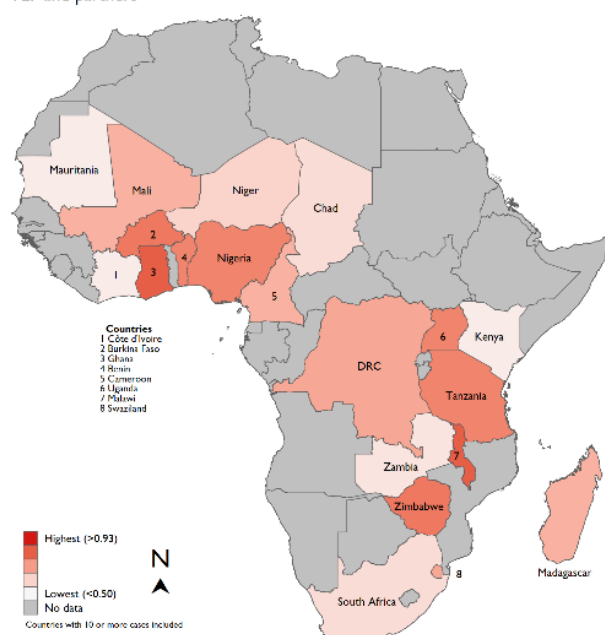 Mauritania
Mali
Niger
Chad
2
1
3
4
Nigeria
5
Countries
1 Côte d'Ivoire
2 Burkina Faso
3 Ghana
4 Benin
5 Cameroon
6 Uganda
7 Malawi
8 Swaziland
6
Kenya
DRC
Tanzania
Zambia
7
Zimbabwe
8
Madagascar
South Africa
Highest (>0.93)
N
Lowest (<0.50)
No data
Countries with 10 or more cases included